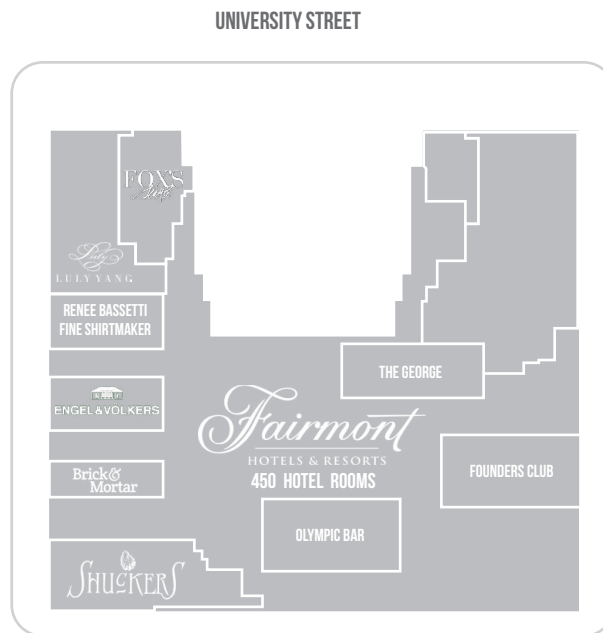 UNIVERSITY STREET
FOX'S
LULY YANG
RENEE BASSETTI
FINE SHIRTMAKER
THE GEORGE
ENGEL&VÖLKERS
Fairmont
HOTELS & RESORTS
450 HOTEL ROOMS
FOUNDERS CLUB
Brick&
Mortar
OLYMPIC BAR
SHUCKERS